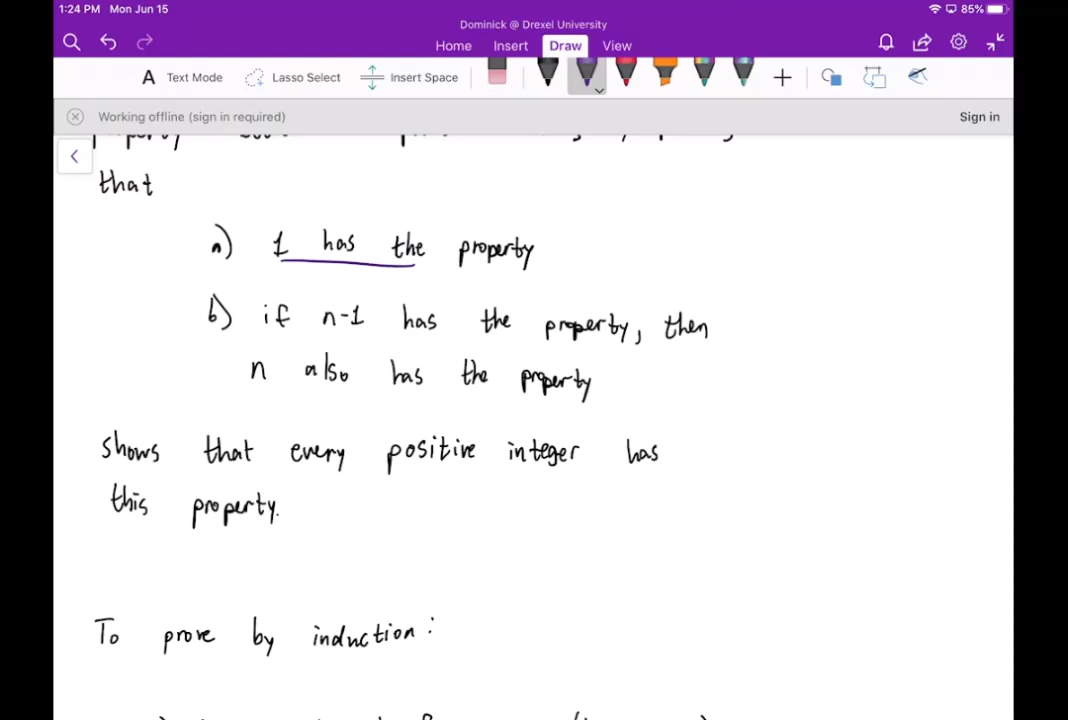 1:24 PM Mon Jun 15
85%
Dominick @ Drexel University
Home Insert Draw View
Text Mode Lasso Select Insert Space
Working offline (sign in required) Sign in
property
that
a) 1 has the property
b) if n-1 has the property, then
n also has the property
shows that every positive integer has
this property.
To prove by induction: